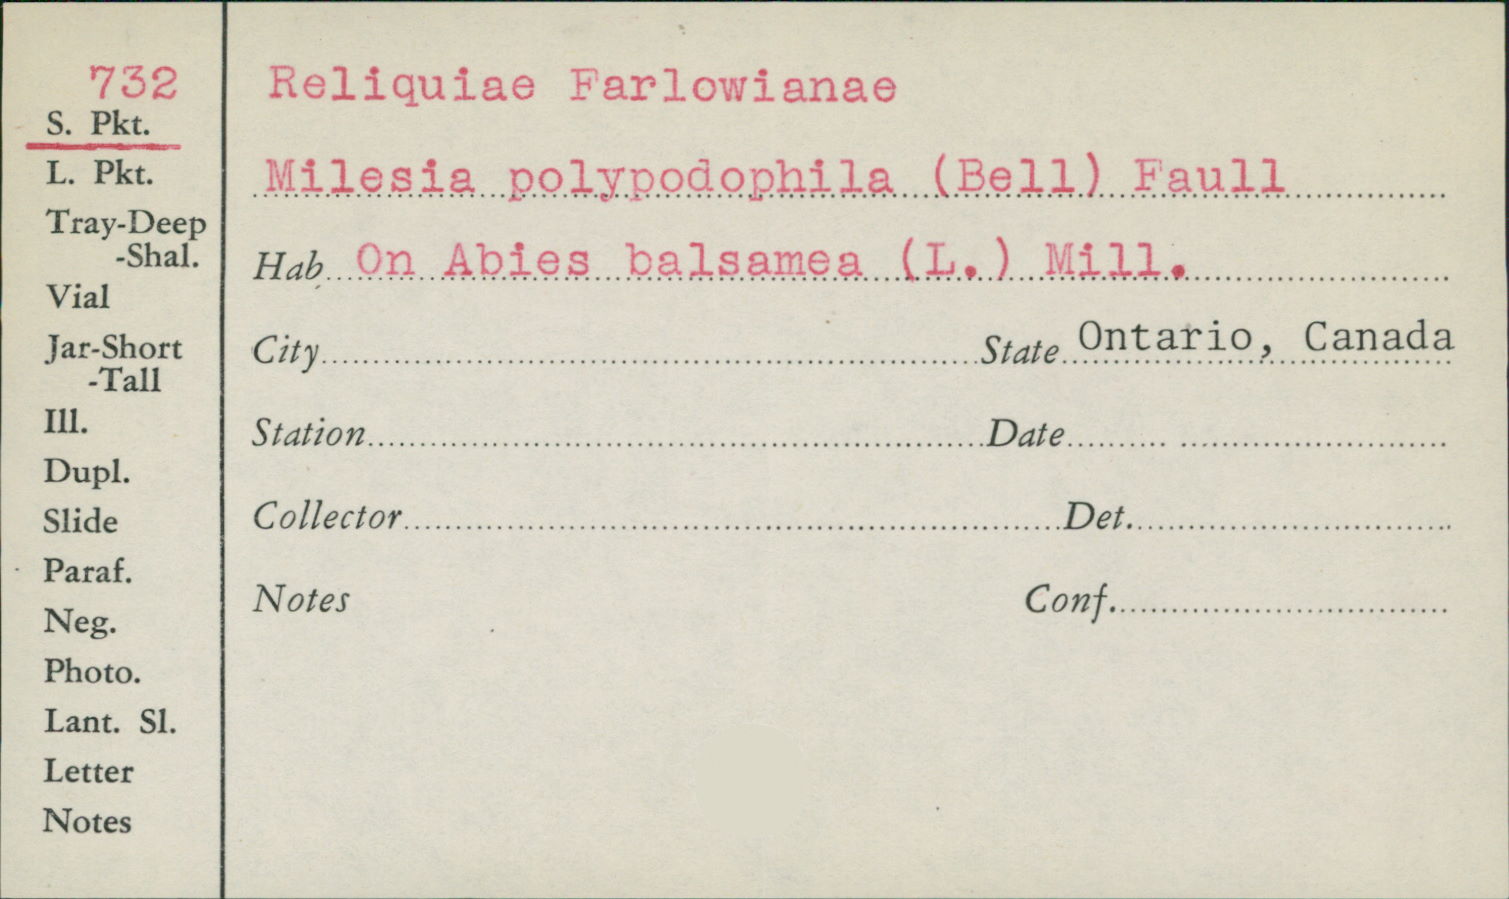 732
S. Pkt.
L. Pkt.
Tray-Deep
-Shal.
Vial
Jar-Short
-Tall
Ill.
Dupl.
Slide
Paraf.
Neg.
Photo.
Lant. Sl.
Letter
Notes
Reliquiae Farlowianae
Milesia polypodophila (Bell) Faull
Hab. On Abies balsamea (L.) Mill.
City State Ontario, Canada
Station Date
Collector Det.
Notes Conf.